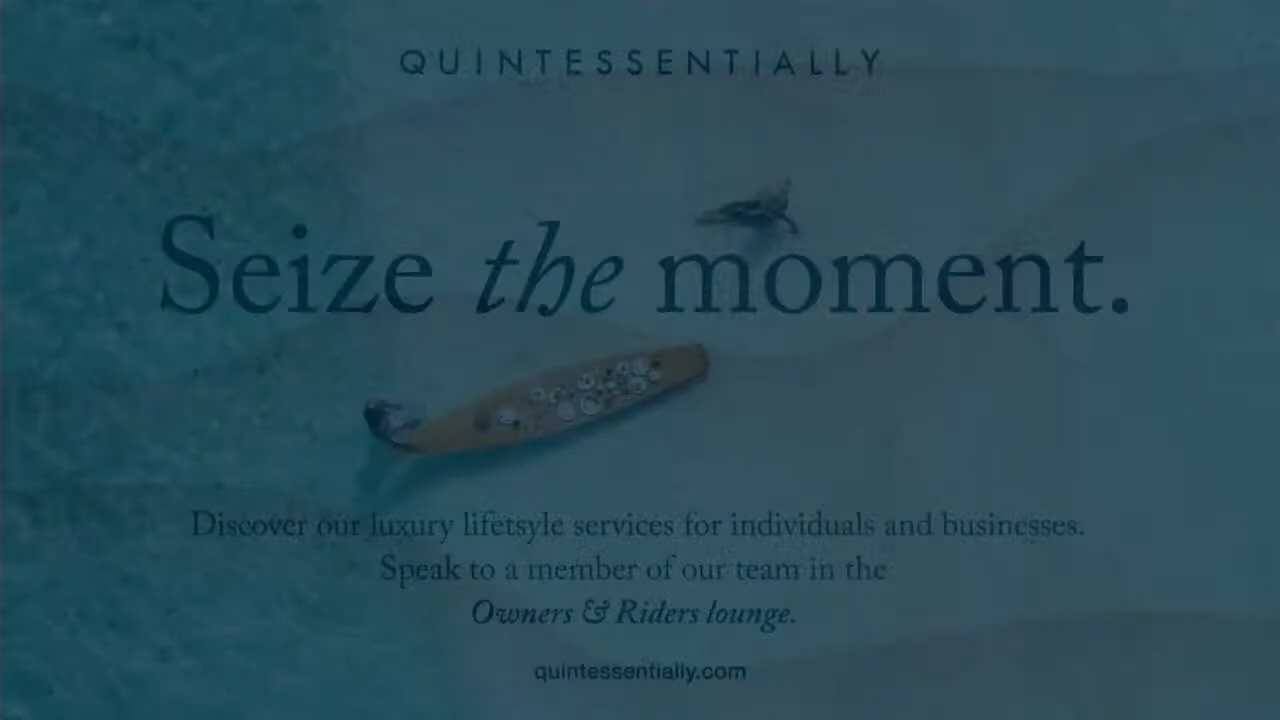 QUINTESSENTIALLY
Seize the moment.
Discover our luxury lifetsyle services for individuals and businesses.
Speak to a member of our team in the
Owners & Riders lounge.
quintessentially.com